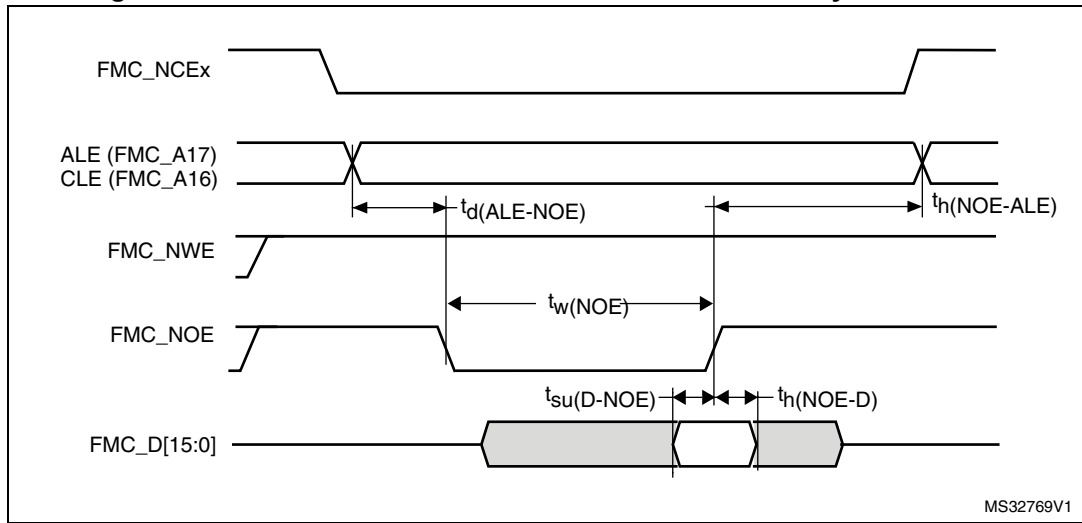 FMC_NCEx
ALE (FMC_A17)
CLE (FMC_A16)
td(ALE-NOE)
th(NOE-ALE)
FMC_NWE
tw(NOE)
FMC_NOE
tsu(D-NOE)
th(NOE-D)
FMC_D[15:0]
MS32769V1